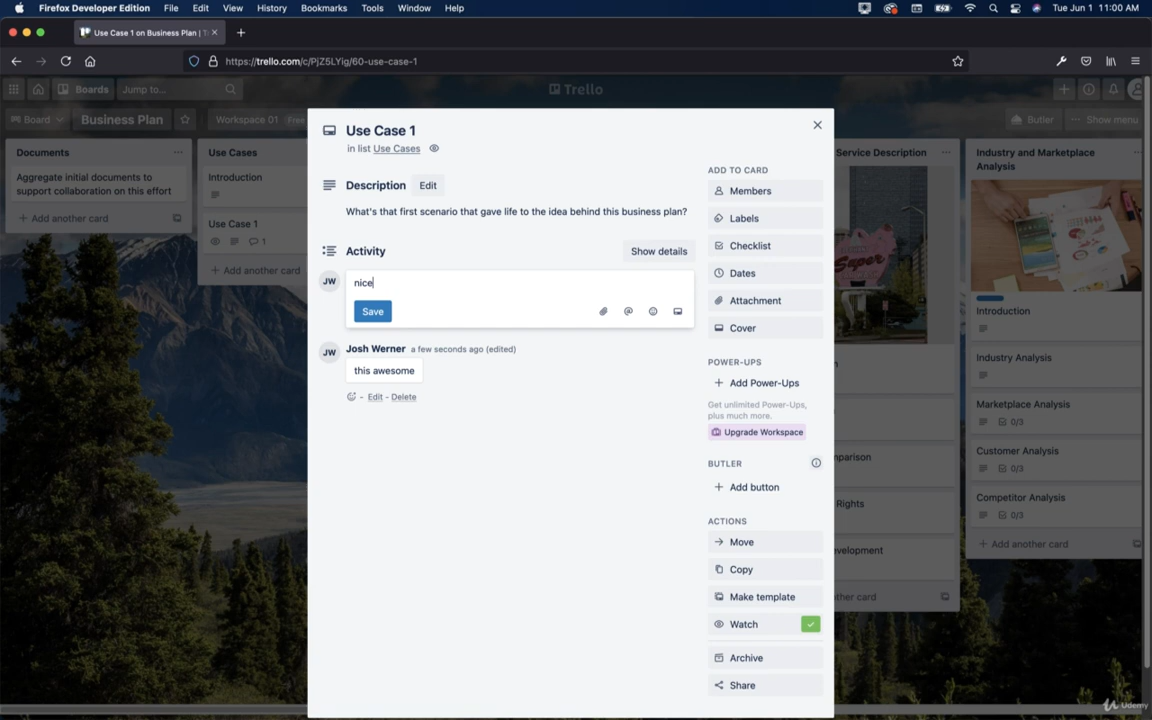 Firefox Developer Edition File Edit View History Bookmarks Tools Window Help Tue Jun 1 11:00 AM
Use Case 1 on Business Plan | T
https://trello.com/c/PjZ5LYig/60-use-case-1
Boards Jump to... Trello
Board Business Plan Workspace 01 Free Butler Show menu
Documents
Aggregate initial documents to
support collaboration on this effort
+ Add another card
Use Cases
Introduction
Use Case 1
1
+ Add another card
Use Case 1
in list Use Cases
Description Edit
What's that first scenario that gave life to the idea behind this business plan?
Activity Show details
JW nice
Save
JW Josh Werner a few seconds ago (edited)
this awesome
- Edit - Delete
ADD TO CARD
Members
Labels
Checklist
Dates
Attachment
Cover
POWER-UPS
+ Add Power-Ups
Get unlimited Power-Ups,
plus much more.
Upgrade Workspace
BUTLER
+ Add button
ACTIONS
Move
Copy
Make template
Watch
Archive
Share
Service Description
Super
Rights
Industry and Marketplace
Analysis
Introduction
Industry Analysis
Marketplace Analysis
0/3
Customer Analysis
0/3
Competitor Analysis
0/3
+ Add another card
Udemy